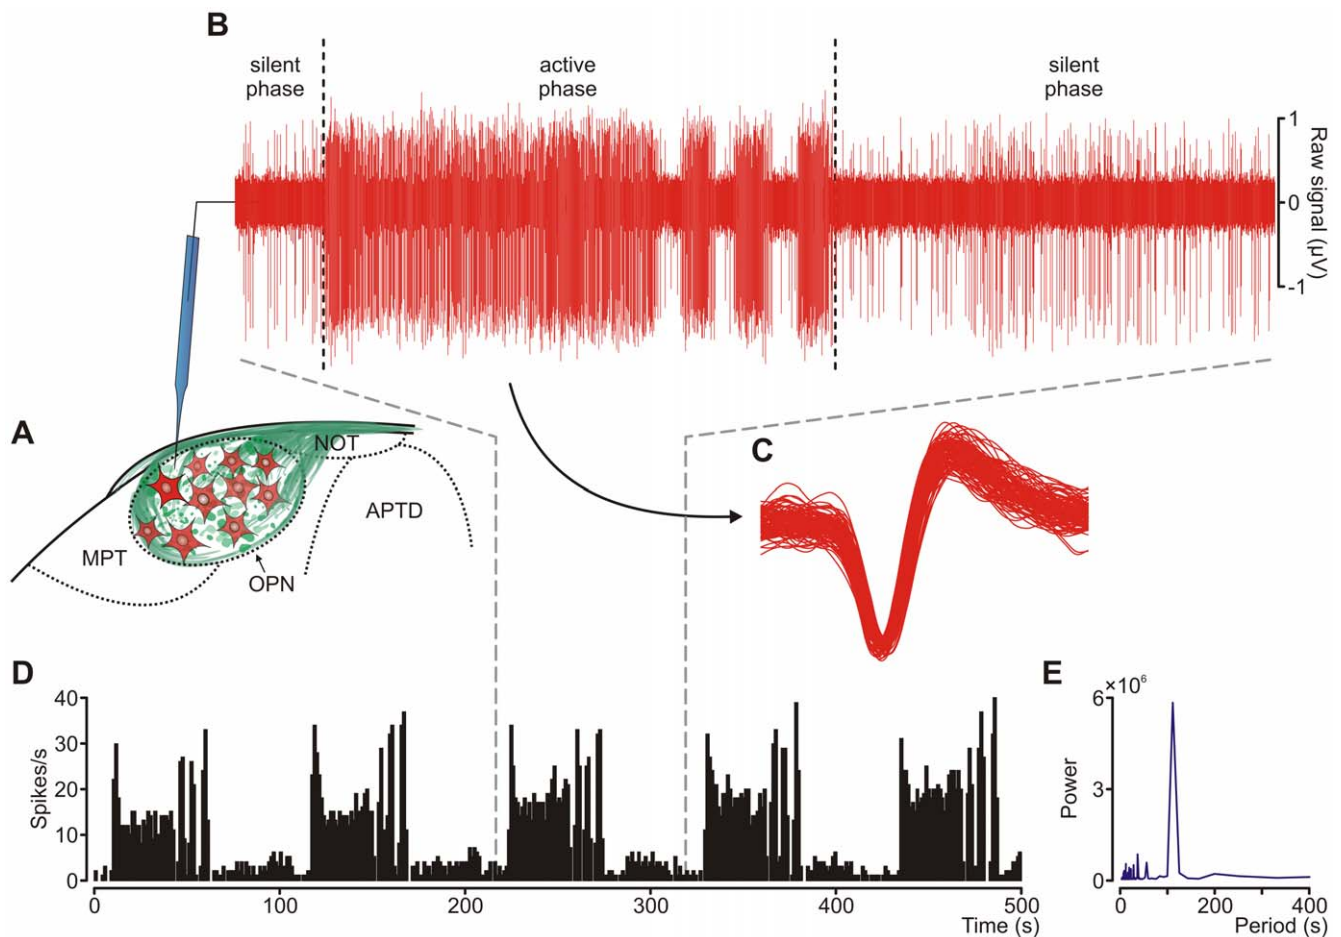 B
silent
phase
active
phase
silent
phase
1
0
-1
Raw signal (µV)
A
NOT
APTD
MPT
OPN
C
D
40
30
20
10
0
Spikes/s
0
100
200
300
400
500
Time (s)
E
×10⁶
6
3
0
Power
0
200
400
Period (s)